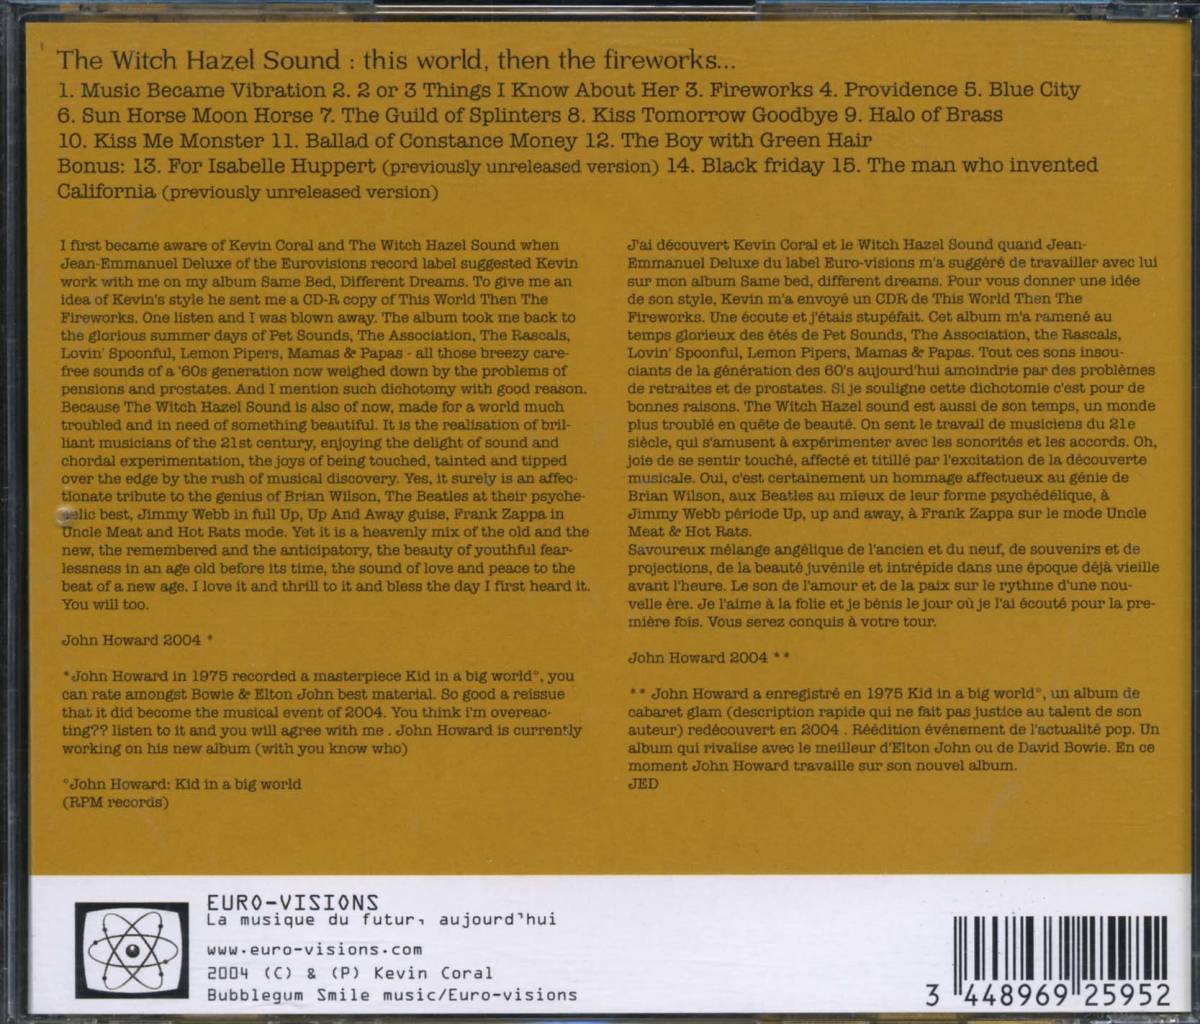 The Witch Hazel Sound : this world, then the fireworks...
1. Music Became Vibration 2. 2 or 3 Things I Know About Her 3. Fireworks 4. Providence 5. Blue City
6. Sun Horse Moon Horse 7. The Guild of Splinters 8. Kiss Tomorrow Goodbye 9. Halo of Brass
10. Kiss Me Monster 11. Ballad of Constance Money 12. The Boy with Green Hair
Bonus: 13. For Isabelle Huppert (previously unreleased version) 14. Black friday 15. The man who invented
California (previously unreleased version)
I first became aware of Kevin Coral and The Witch Hazel Sound when
Jean-Emmanuel Deluxe of the Eurovisions record label suggested Kevin
work with me on my album Same Bed, Different Dreams. To give me an
idea of Kevin's style he sent me a CD-R copy of This World Then The
Fireworks. One listen and I was blown away. The album took me back to
the glorious summer days of Pet Sounds, The Association, The Rascals,
Lovin' Spoonful, Lemon Pipers, Mamas & Papas - all those breezy care-
free sounds of a '60s generation now weighed down by the problems of
pensions and prostates. And I mention such dichotomy with good reason.
Because The Witch Hazel Sound is also of now, made for a world much
troubled and in need of something beautiful. It is the realisation of bril-
liant musicians of the 21st century, enjoying the delight of sound and
chordal experimentation, the joys of being touched, tainted and tipped
over the edge by the rush of musical discovery. Yes, it surely is an affec-
tionate tribute to the genius of Brian Wilson, The Beatles at their psyche-
delic best, Jimmy Webb in full Up, Up And Away guise, Frank Zappa in
Uncle Meat and Hot Rats mode. Yet it is a heavenly mix of the old and the
new, the remembered and the anticipatory, the beauty of youthful fear-
lessness in an age old before its time, the sound of love and peace to the
beat of a new age. I love it and thrill to it and bless the day I first heard it.
You will too.
John Howard 2004 *
*John Howard in 1975 recorded a masterpiece Kid in a big world°, you
can rate amongst Bowie & Elton John best material. So good a reissue
that it did become the musical event of 2004. You think i'm overeac-
ting?? listen to it and you will agree with me . John Howard is currently
working on his new album (with you know who)
°John Howard: Kid in a big world
(RPM records)
J'ai découvert Kevin Coral et le Witch Hazel Sound quand Jean-
Emmanuel Deluxe du label Euro-visions m'a suggéré de travailler avec lui
sur mon album Same bed, different dreams. Pour vous donner une idée
de son style, Kevin m'a envoyé un CDR de This World Then The
Fireworks. Une écoute et j'étais stupéfait. Cet album m'a ramené au
temps glorieux des étés de Pet Sounds, The Association, the Rascals,
Lovin' Spoonful, Lemon Pipers, Mamas & Papas. Tout ces sons insou-
ciants de la génération des 60's aujourd'hui amoindrie par des problèmes
de retraites et de prostates. Si je souligne cette dichotomie c'est pour de
bonnes raisons. The Witch Hazel sound est aussi de son temps, un monde
plus troublé en quête de beauté. On sent le travail de musiciens du 21e
siècle, qui s'amusent à expérimenter avec les sonorités et les accords. Oh,
joie de se sentir touché, affecté et titillé par l'excitation de la découverte
musicale. Oui, c'est certainement un hommage affectueux au génie de
Brian Wilson, aux Beatles au mieux de leur forme psychédélique, à
Jimmy Webb période Up, up and away, à Frank Zappa sur le mode Uncle
Meat & Hot Rats.
Savoureux mélange angélique de l'ancien et du neuf, de souvenirs et de
projections, de la beauté juvénile et intrépide dans une époque déjà vieille
avant l'heure. Le son de l'amour et de la paix sur le rythme d'une nou-
velle ère. Je l'aime à la folie et je bénis le jour où je l'ai écouté pour la pre-
mière fois. Vous serez conquis à votre tour.
John Howard 2004 **
** John Howard a enregistré en 1975 Kid in a big world°, un album de
cabaret glam (description rapide qui ne fait pas justice au talent de son
auteur) redécouvert en 2004 . Réédition événement de l'actualité pop. Un
album qui rivalise avec le meilleur d'Elton John ou de David Bowie. En ce
moment John Howard travaille sur son nouvel album.
JED
EURO-VISIONS
La musique du futur, aujourd'hui
www.euro-visions.com
2004 (C) & (P) Kevin Coral
Bubblegum Smile music/Euro-visions
3 448969 25952